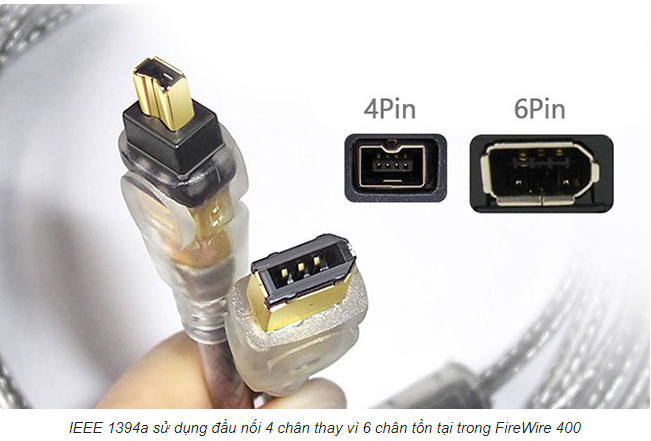 4Pin
6Pin
IEEE 1394a sử dụng đầu nối 4 chân thay vì 6 chân tồn tại trong FireWire 400